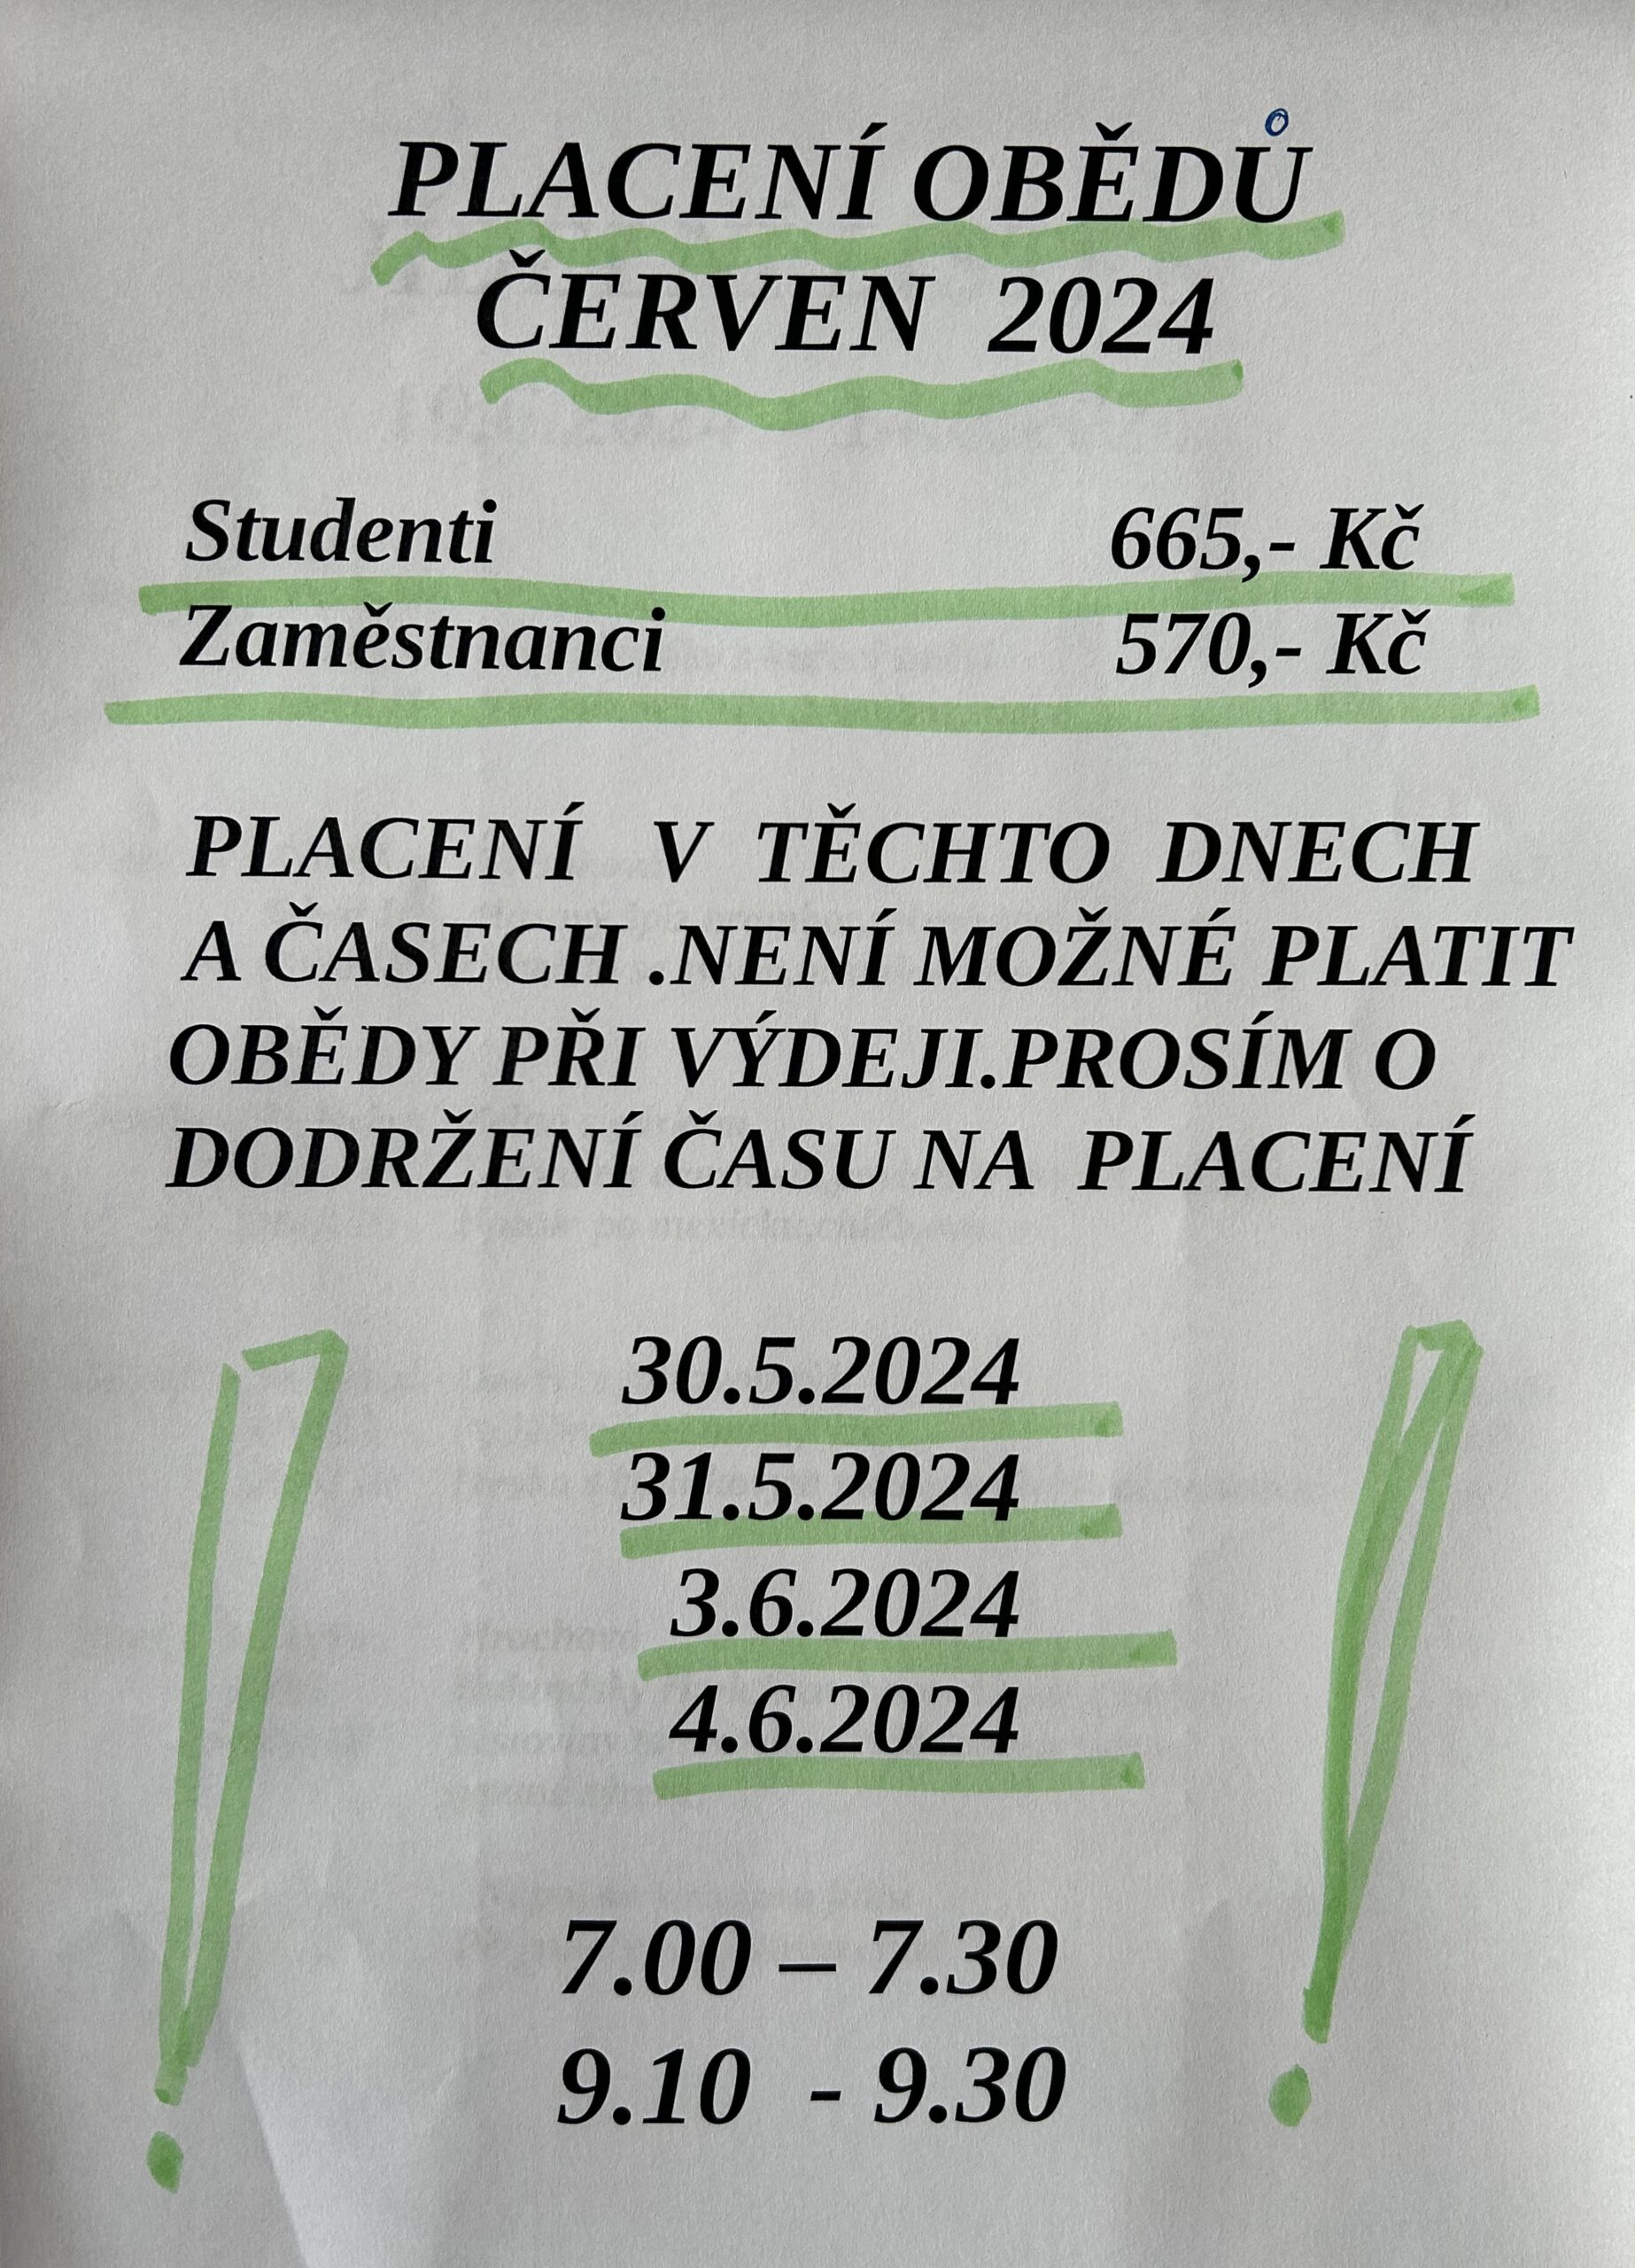 PLACENÍ OBĚDŮ
ČERVEN 2024
Studenti 665,- Kč
Zaměstnanci 570,- Kč
PLACENÍ V TĚCHTO DNECH
A ČASECH .NENÍ MOŽNÉ PLATIT
OBĚDY PŘI VÝDEJI.PROSÍM O
DODRŽENÍ ČASU NA PLACENÍ
30.5.2024
31.5.2024
3.6.2024
4.6.2024
7.00 – 7.30
9.10 - 9.30